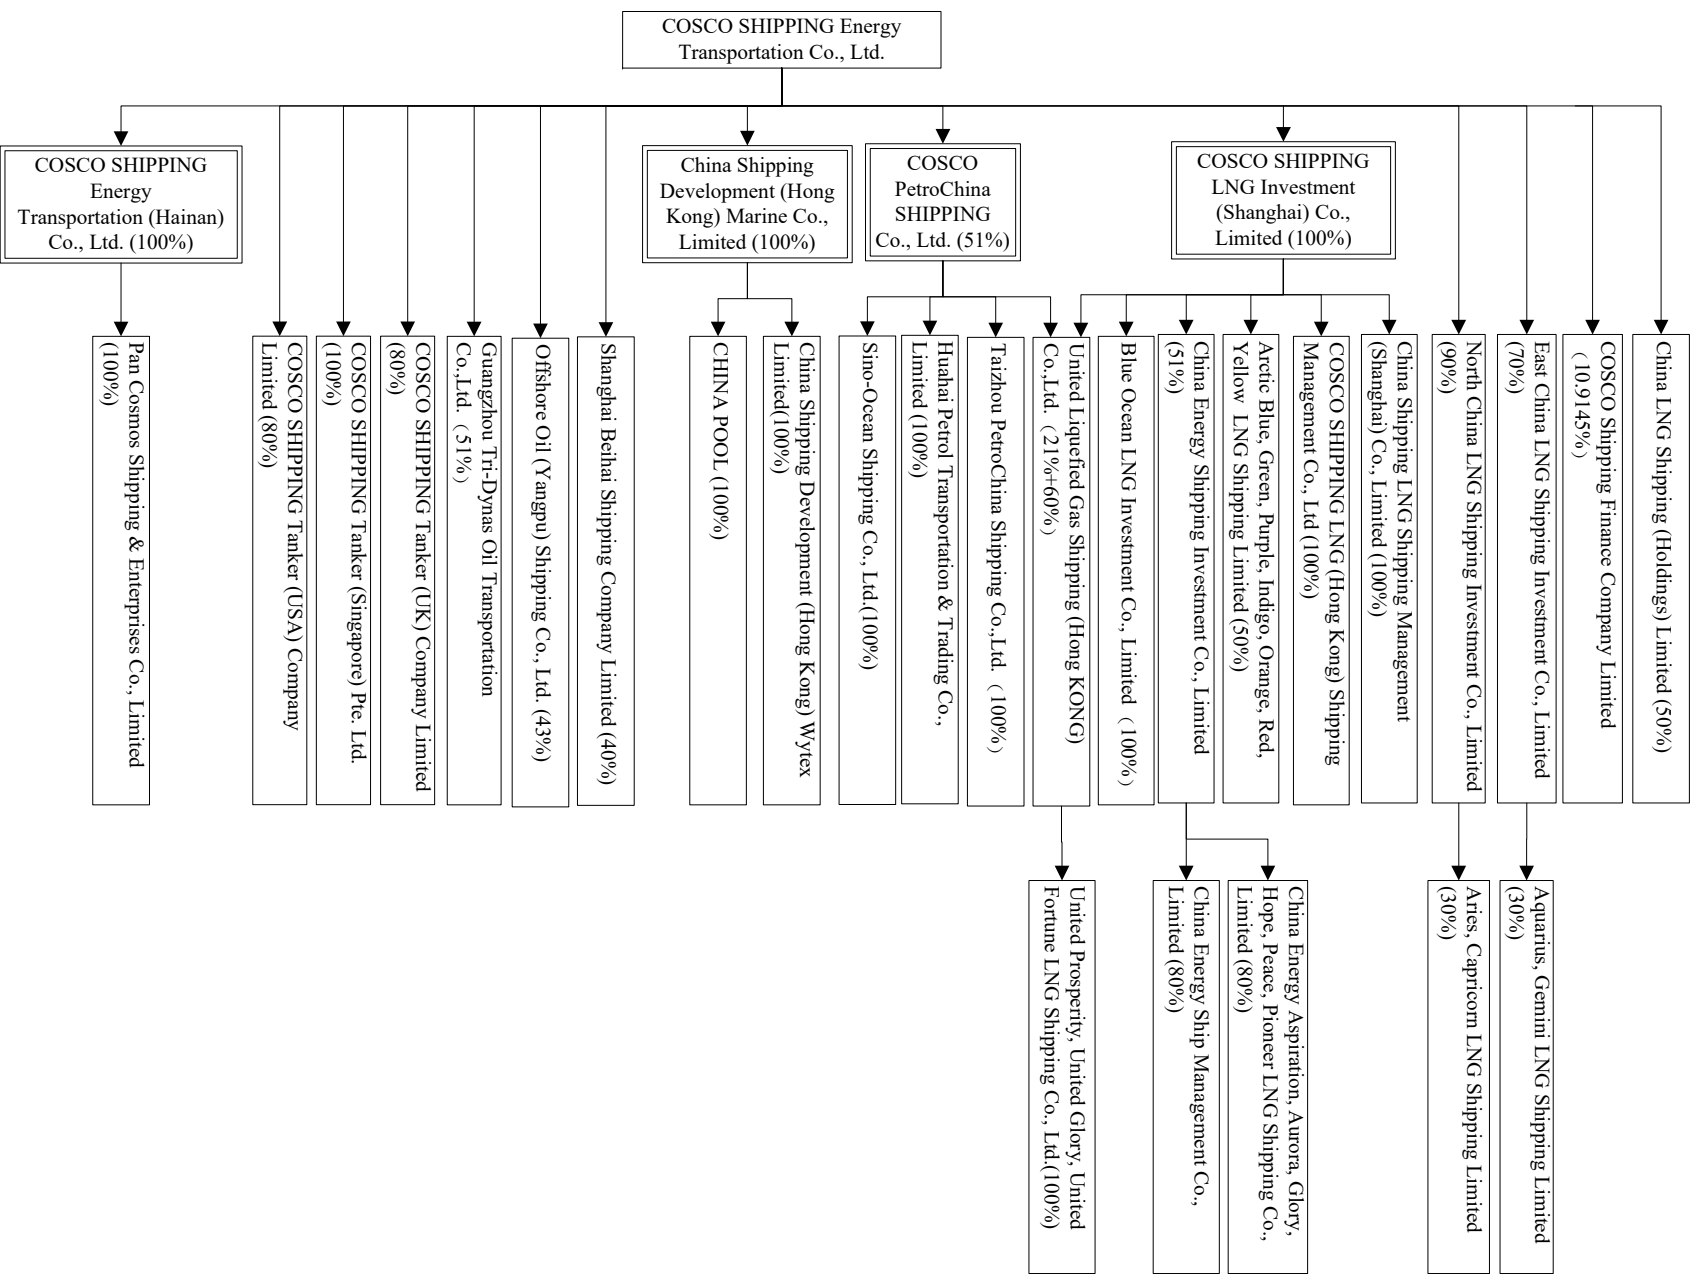 COSCO SHIPPING Energy
Transportation Co., Ltd.
COSCO SHIPPING
Energy
Transportation (Hainan)
Co., Ltd. (100%)
China Shipping
Development (Hong
Kong) Marine Co.,
Limited (100%)
COSCO
PetroChina
SHIPPING
Co., Ltd. (51%)
COSCO SHIPPING
LNG Investment
(Shanghai) Co.,
Limited (100%)
Pan Cosmos Shipping & Enterprises Co., Limited
(100%)
COSCO SHIPPING Tanker (USA) Company
Limited (80%)
COSCO SHIPPING Tanker (Singapore) Pte. Ltd.
(100%)
COSCO SHIPPING Tanker (UK) Company Limited
(80%)
Guangzhou Tri-Dynas Oil Transportation
Co.,Ltd.（51%）
Offshore Oil (Yangpu) Shipping Co., Ltd. (43%)
Shanghai Beihai Shipping Company Limited (40%)
CHINA POOL (100%)
China Shipping Development (Hong Kong) Wytex
Limited(100%)
Sino-Ocean Shipping Co., Ltd.(100%)
Huahai Petrol Transportation & Trading Co.,
Limited (100%)
Taizhou PetroChina Shipping Co.,Ltd.（100%）
United Liquefied Gas Shipping (Hong KONG)
Co.,Ltd.（21%+60%）
Blue Ocean LNG Investment Co., Limited（100%）
China Energy Shipping Investment Co., Limited
(51%)
Arctic Blue, Green, Purple, Indigo, Orange, Red,
Yellow LNG Shipping Limited (50%)
COSCO SHIPPING LNG (Hong Kong) Shipping
Management Co., Ltd (100%)
China Shipping LNG Shipping Management
(Shanghai) Co., Limited (100%)
North China LNG Shipping Investment Co., Limited
(90%)
East China LNG Shipping Investment Co., Limited
(70%)
COSCO Shipping Finance Company Limited
（10.9145%）
China LNG Shipping (Holdings) Limited (50%)
United Prosperity, United Glory, United
Fortune LNG Shipping Co., Ltd.(100%)
China Energy Ship Management Co.,
Limited (80%)
China Energy Aspiration, Aurora, Glory,
Hope, Peace, Pioneer LNG Shipping Co.,
Limited (80%)
Aries, Capricorn LNG Shipping Limited
(30%)
Aquarius, Gemini LNG Shipping Limited
(30%)